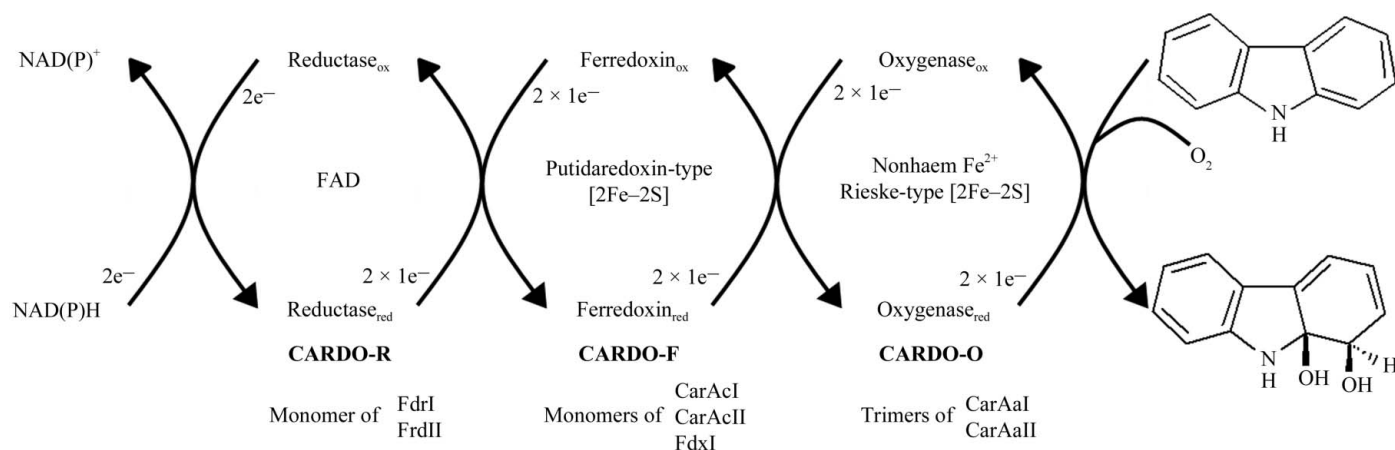 NAD(P)⁺ Reductaseox Ferredoxinox Oxygenaseox
2e⁻ 2 × 1e⁻ 2 × 1e⁻
N
H
O₂
FAD
Putidaredoxin-type
[2Fe–2S]
Nonhaem Fe²⁺
Rieske-type [2Fe–2S]
2e⁻ 2 × 1e⁻ 2 × 1e⁻ 2 × 1e⁻
NAD(P)H Reductasered Ferredoxinred Oxygenasered
N
H
OH
OH
H
CARDO-R CARDO-F CARDO-O
Monomer of
FdrI
FrdII
Monomers of
CarAcI
CarAcII
FdxI
Trimers of
CarAaI
CarAaII